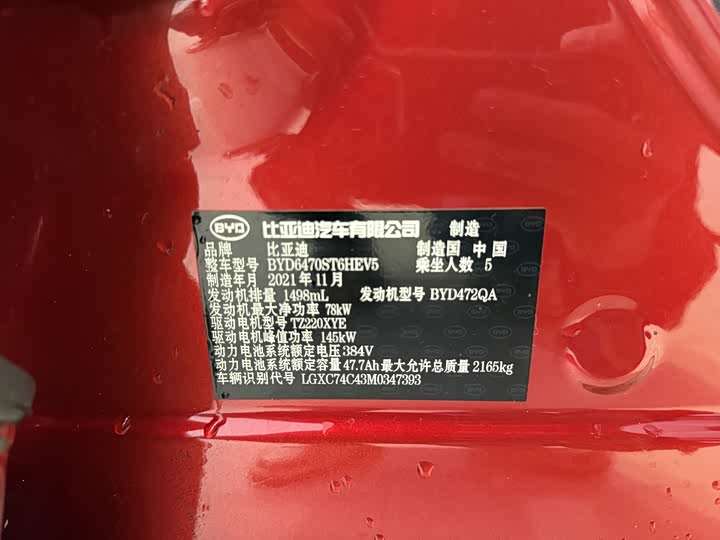 BYD 比亚迪汽车有限公司 制造
品牌 比亚迪 制造国 中国
整车型号 BYD6470ST6HEV5 乘坐人数 5
制造年月 2021年11月
发动机排量 1498mL 发动机型号 BYD472QA
发动机最大净功率 78kW
驱动电机型号 TZ220XYE
驱动电机峰值功率 145kW
动力电池系统额定电压 384V
动力电池系统额定容量 47.7Ah 最大允许总质量 2165kg
车辆识别代号 LGXC74C43M0347393